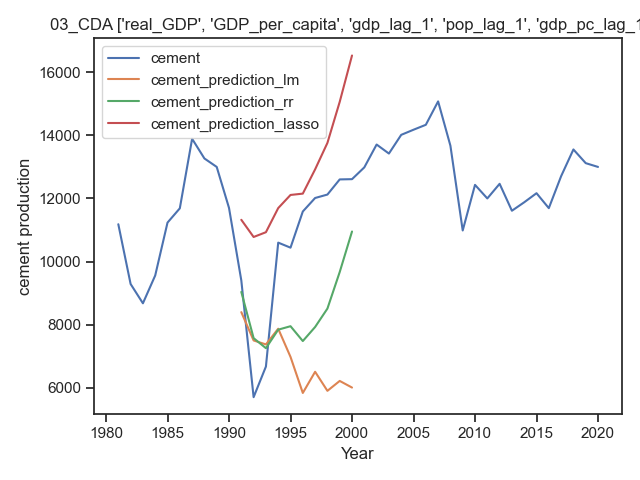 03_CDA ['real_GDP', 'GDP_per_capita', 'gdp_lag_1', 'pop_lag_1', 'gdp_pc_lag_1
cement
cement_prediction_lm
cement_prediction_rr
cement_prediction_lasso
cement production
16000
14000
12000
10000
8000
6000
1980 1985 1990 1995 2000 2005 2010 2015 2020
Year